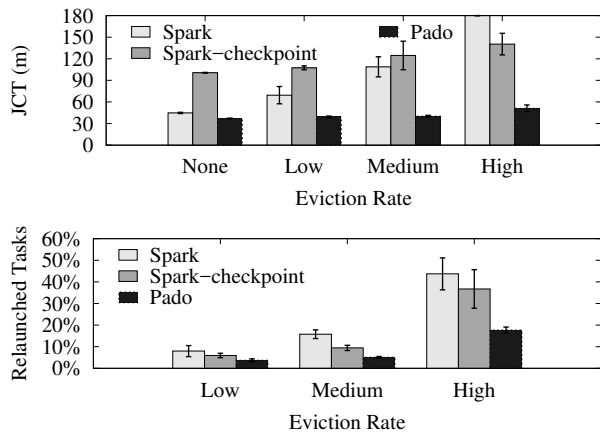 180
150
120
90
60
30
0
JCT (m)
Spark
Spark−checkpoint
Pado
None Low Medium High
Eviction Rate
60%
50%
40%
30%
20%
10%
0%
Relaunched Tasks
Spark
Spark−checkpoint
Pado
Low Medium High
Eviction Rate